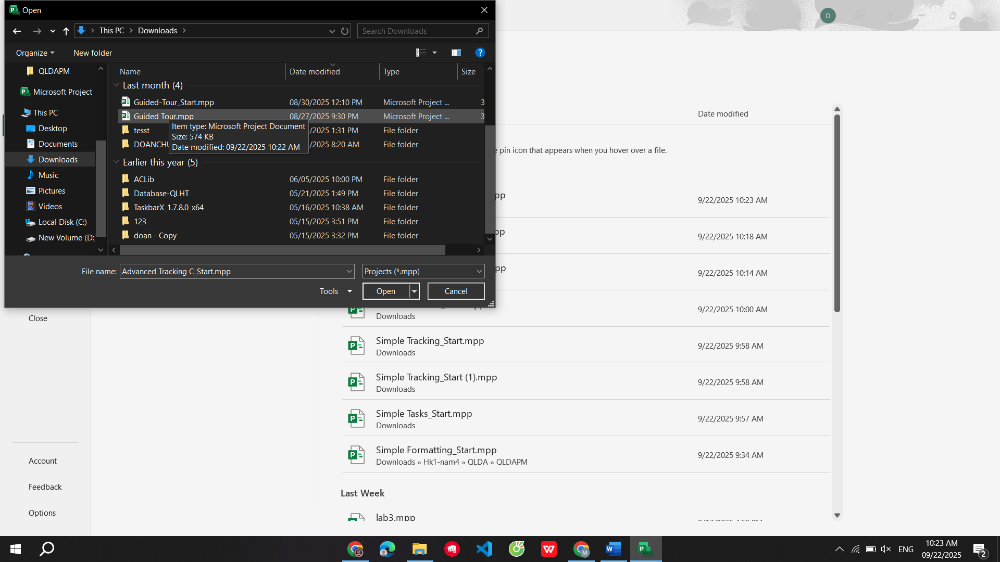 Open
This PC
Downloads
Search Downloads
Organize
New folder
QLDAPM
Microsoft Project
This PC
Desktop
Documents
Downloads
Music
Pictures
Videos
Local Disk (C:)
New Volume (D:)
Name Date modified Type Size
Last month (4)
Guided-Tour_Start.mpp 08/30/2025 12:10 PM Microsoft Project ... 3
Guided Tour.mpp 08/27/2025 9:30 PM Microsoft Project ... 3
tesst 1:31 PM File folder
DOANCHU 8:20 AM File folder
Item type: Microsoft Project Document
Size: 574 KB
Date modified: 09/22/2025 10:22 AM
Earlier this year (5)
ACLib 06/05/2025 10:00 PM File folder
Database-QLHT 05/21/2025 1:49 PM File folder
TaskbarX_1.7.8.0_x64 05/16/2025 10:38 AM File folder
123 05/15/2025 3:51 PM File folder
doan - Copy 05/15/2025 3:32 PM File folder
File name: Advanced Tracking C_Start.mpp Projects (*.mpp)
Tools Open Cancel
D
Date modified
pin icon that appears when you hover over a file.
pp 9/22/2025 10:23 AM
pp 9/22/2025 10:18 AM
pp 9/22/2025 10:14 AM
9/22/2025 10:00 AM
Downloads
Simple Tracking_Start.mpp 9/22/2025 9:58 AM
Downloads
Simple Tracking_Start (1).mpp 9/22/2025 9:58 AM
Downloads
Simple Tasks_Start.mpp 9/22/2025 9:57 AM
Downloads
Simple Formatting_Start.mpp 9/22/2025 9:34 AM
Downloads » Hk1-nam4 » QLDA » QLDAPM
Last Week
lab3.mpp
Close
Account
Feedback
Options
ENG
10:23 AM
09/22/2025
2